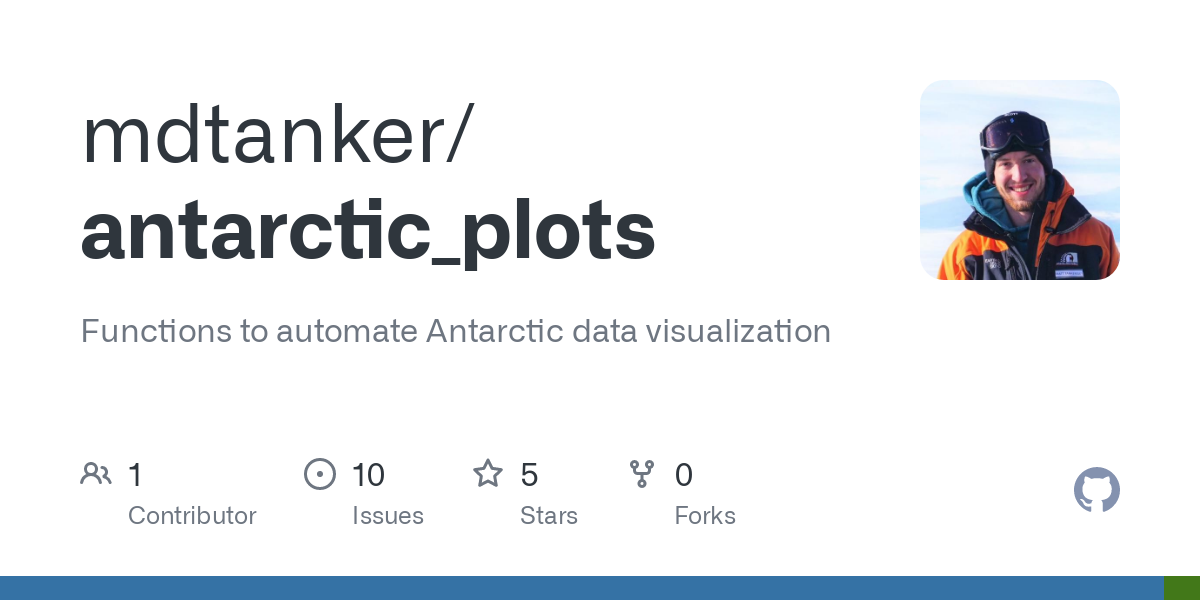 mdtanker/
antarctic_plots
Functions to automate Antarctic data visualization
1
Contributor
10
Issues
5
Stars
0
Forks